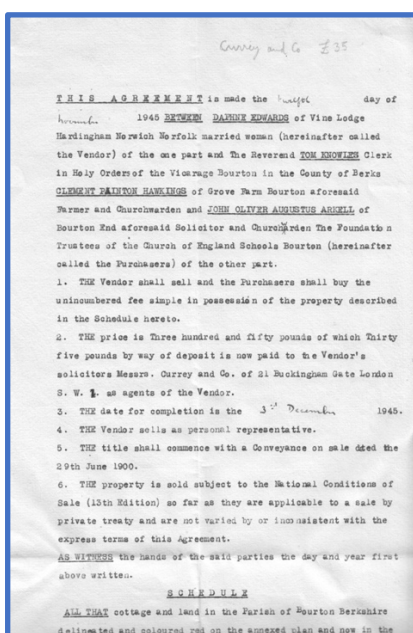 Currey and Co £35
THIS AGREEMENT is made the twelfth day of
November 1945 BETWEEN DAPHNE EDWARDS of Vine Lodge
Hardingham Norwich Norfolk married woman (hereinafter called
the Vendor) of the one part and The Reverend TOM KNOWLES Clerk
in Holy Orders of the Vicarage Bourton in the County of Berks
CLEMENT PAINTON HAWKINGS of Grove Farm Bourton aforesaid
Farmer and Churchwarden and JOHN OLIVER AUGUSTUS ARKELL of
Bourton End aforesaid Solicitor and Churchwarden The Foundation
Trustees of the Church of England Schools Bourton (hereinafter
called the Purchasers) of the other part.
1. THE Vendor shall sell and the Purchasers shall buy the
unincumbered fee simple in possession of the property described
in the Schedule hereto.
2. THE price is Three hundred and fifty pounds of which Thirty
five pounds by way of deposit is now paid to the Vendor's
solicitors Messrs. Currey and Co. of 21 Buckingham Gate London
S. W. 1. as agents of the Vendor.
3. THE date for completion is the 3rd December 1945.
4. THE Vendor sells as personal representative.
5. THE title shall commence with a Conveyance on sale dated the
29th June 1900.
6. THE property is sold subject to the National Conditions of
Sale (13th Edition) so far as they are applicable to a sale by
private treaty and are not varied by or inconsistent with the
express terms of this Agreement.
AS WITNESS the hands of the said parties the day and year first
above written.
SCHEDULE
ALL THAT cottage and land in the Parish of Bourton Berkshire
delineated and coloured red on the annexed plan and now in the